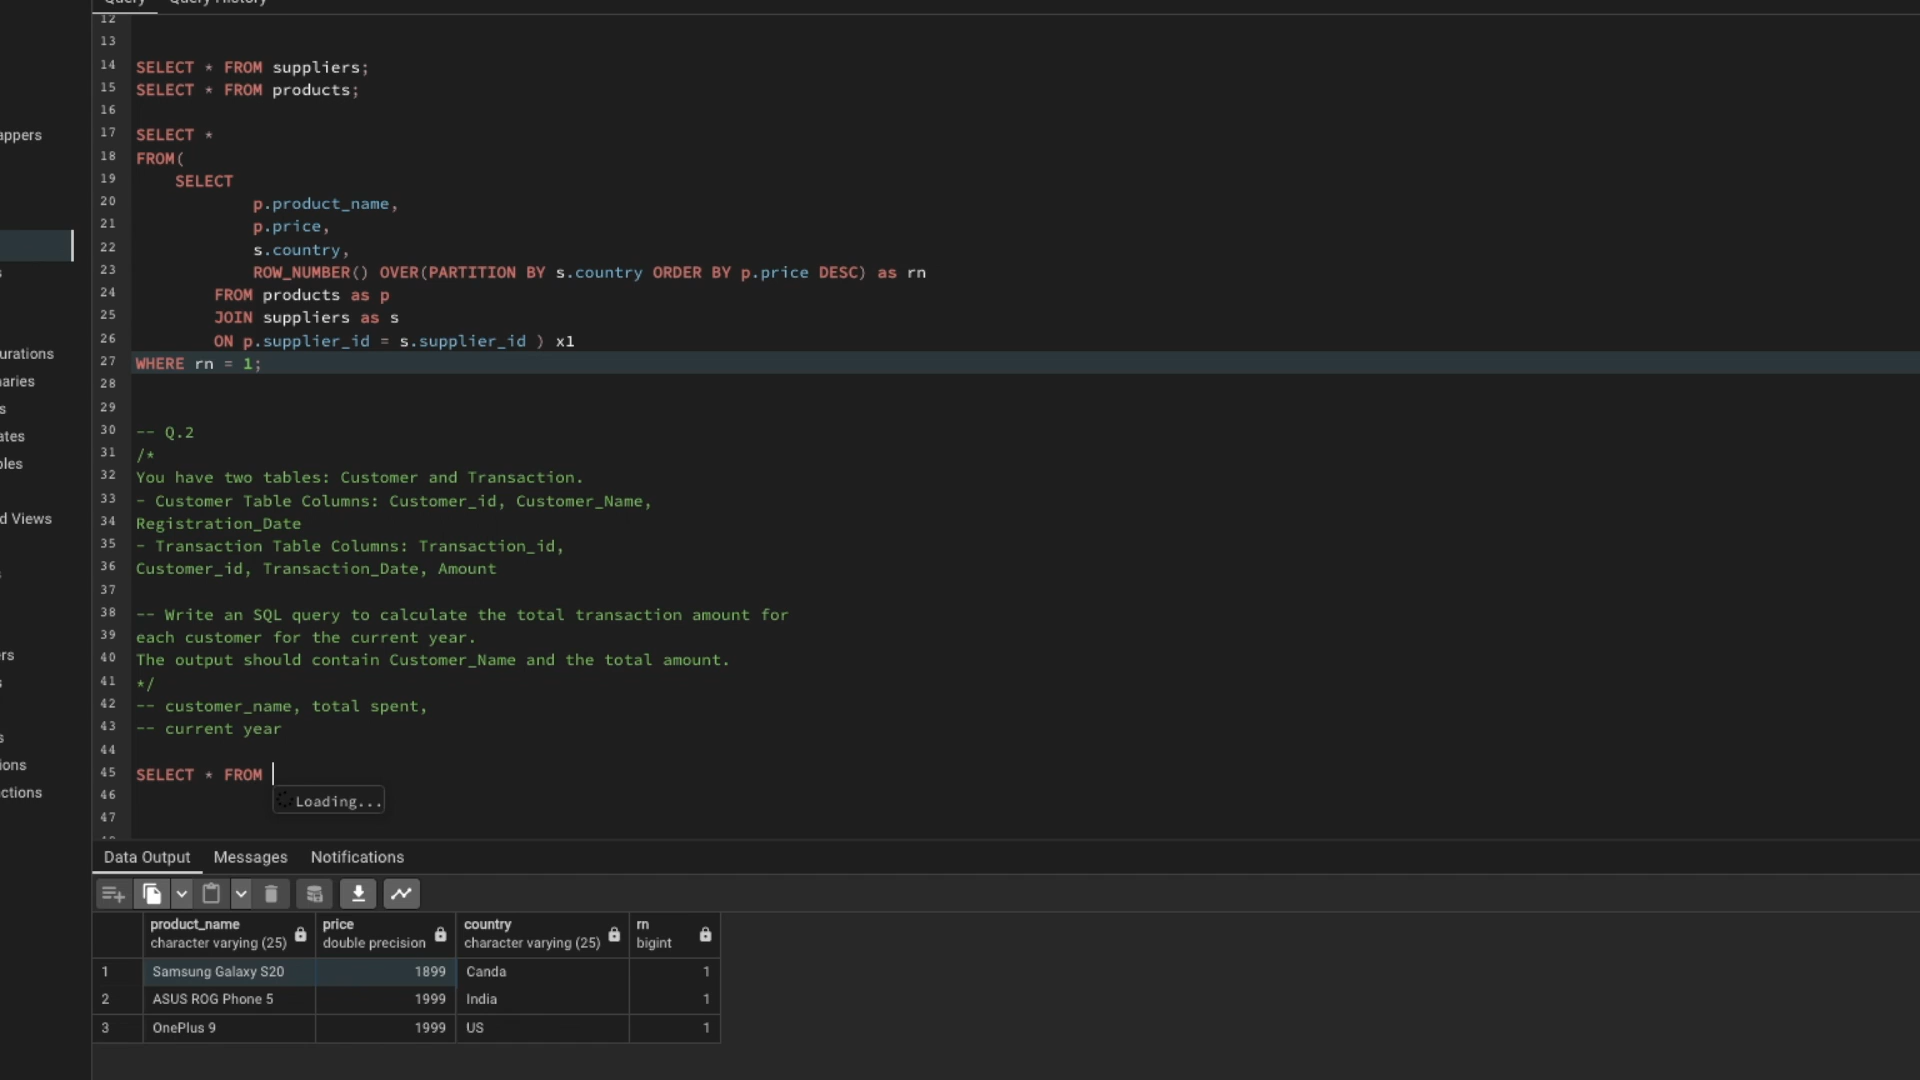 Query Query History
12
13
14 SELECT * FROM suppliers;
15 SELECT * FROM products;
16
17 SELECT *
18 FROM(
19 SELECT
20 p.product_name,
21 p.price,
22 s.country,
23 ROW_NUMBER() OVER(PARTITION BY s.country ORDER BY p.price DESC) as rn
24 FROM products as p
25 JOIN suppliers as s
26 ON p.supplier_id = s.supplier_id ) x1
27 WHERE rn = 1;
28
29
30 -- Q.2
31 /*
32 You have two tables: Customer and Transaction.
33 - Customer Table Columns: Customer_id, Customer_Name,
34 Registration_Date
35 - Transaction Table Columns: Transaction_id,
36 Customer_id, Transaction_Date, Amount
37
38 -- Write an SQL query to calculate the total transaction amount for
39 each customer for the current year.
40 The output should contain Customer_Name and the total amount.
41 */
42 -- customer_name, total spent,
43 -- current year
44
45 SELECT * FROM
46 Loading...
47
appers
urations
naries
s
ates
oles
d Views
ers
s
s
ions
ections
Data Output Messages Notifications
product_name price country rn
character varying (25) double precision character varying (25) bigint
1 Samsung Galaxy S20 1899 Canda 1
2 ASUS ROG Phone 5 1999 India 1
3 OnePlus 9 1999 US 1